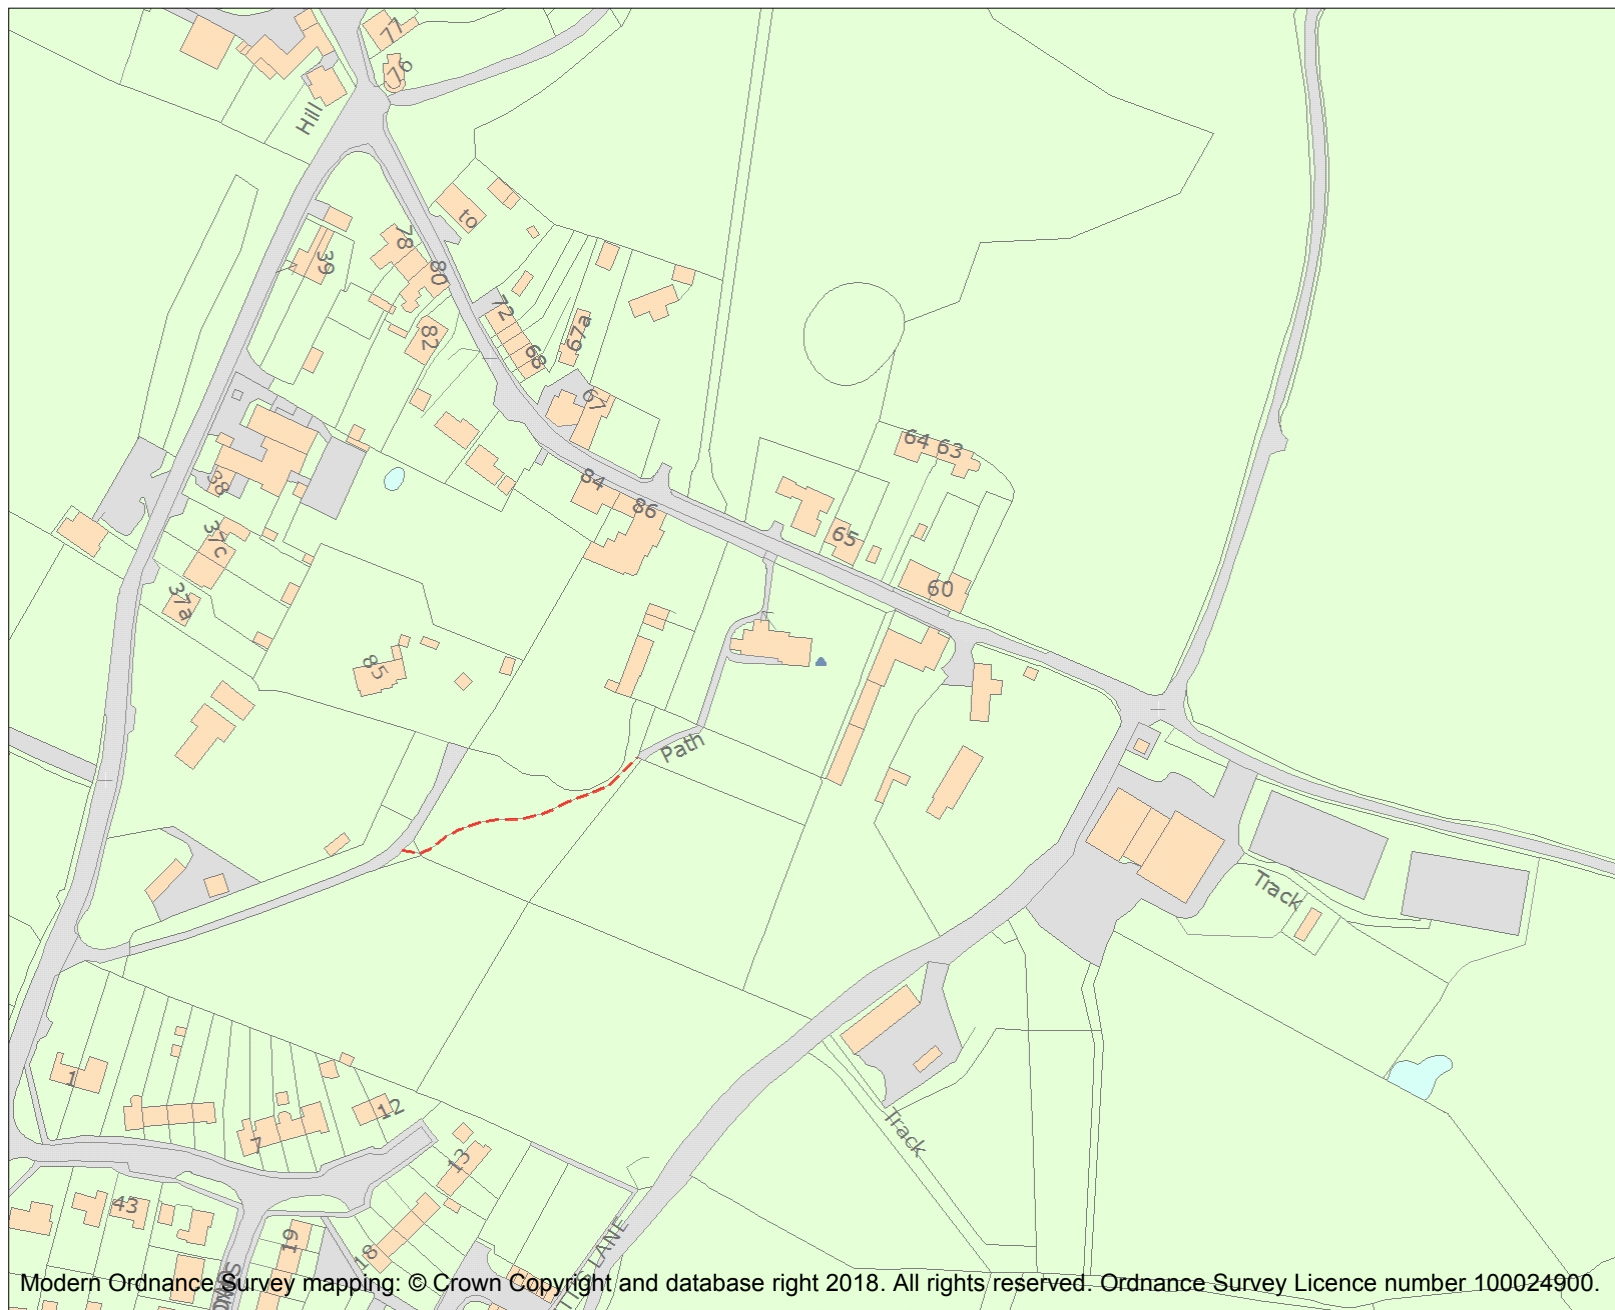 77
76
Hill
to
78
39
80
72
82
67a
68
67
64 63
84
38
86
65
37c
60
37a
85
Path
Track
1
12
7
Track
13
43
19
18
LANE
Modern Ordnance Survey mapping: © Crown Copyright and database right 2018. All rights reserved. Ordnance Survey Licence number 100024900.